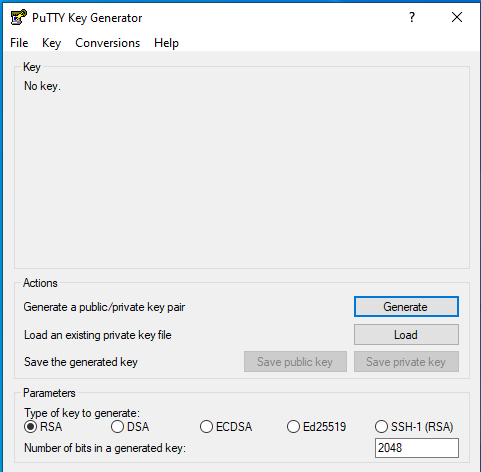 PuTTY Key Generator ? ×
File Key Conversions Help
Key
No key.
Actions
Generate a public/private key pair Generate
Load an existing private key file Load
Save the generated key Save public key Save private key
Parameters
Type of key to generate:
RSA DSA ECDSA Ed25519 SSH-1 (RSA)
Number of bits in a generated key: 2048